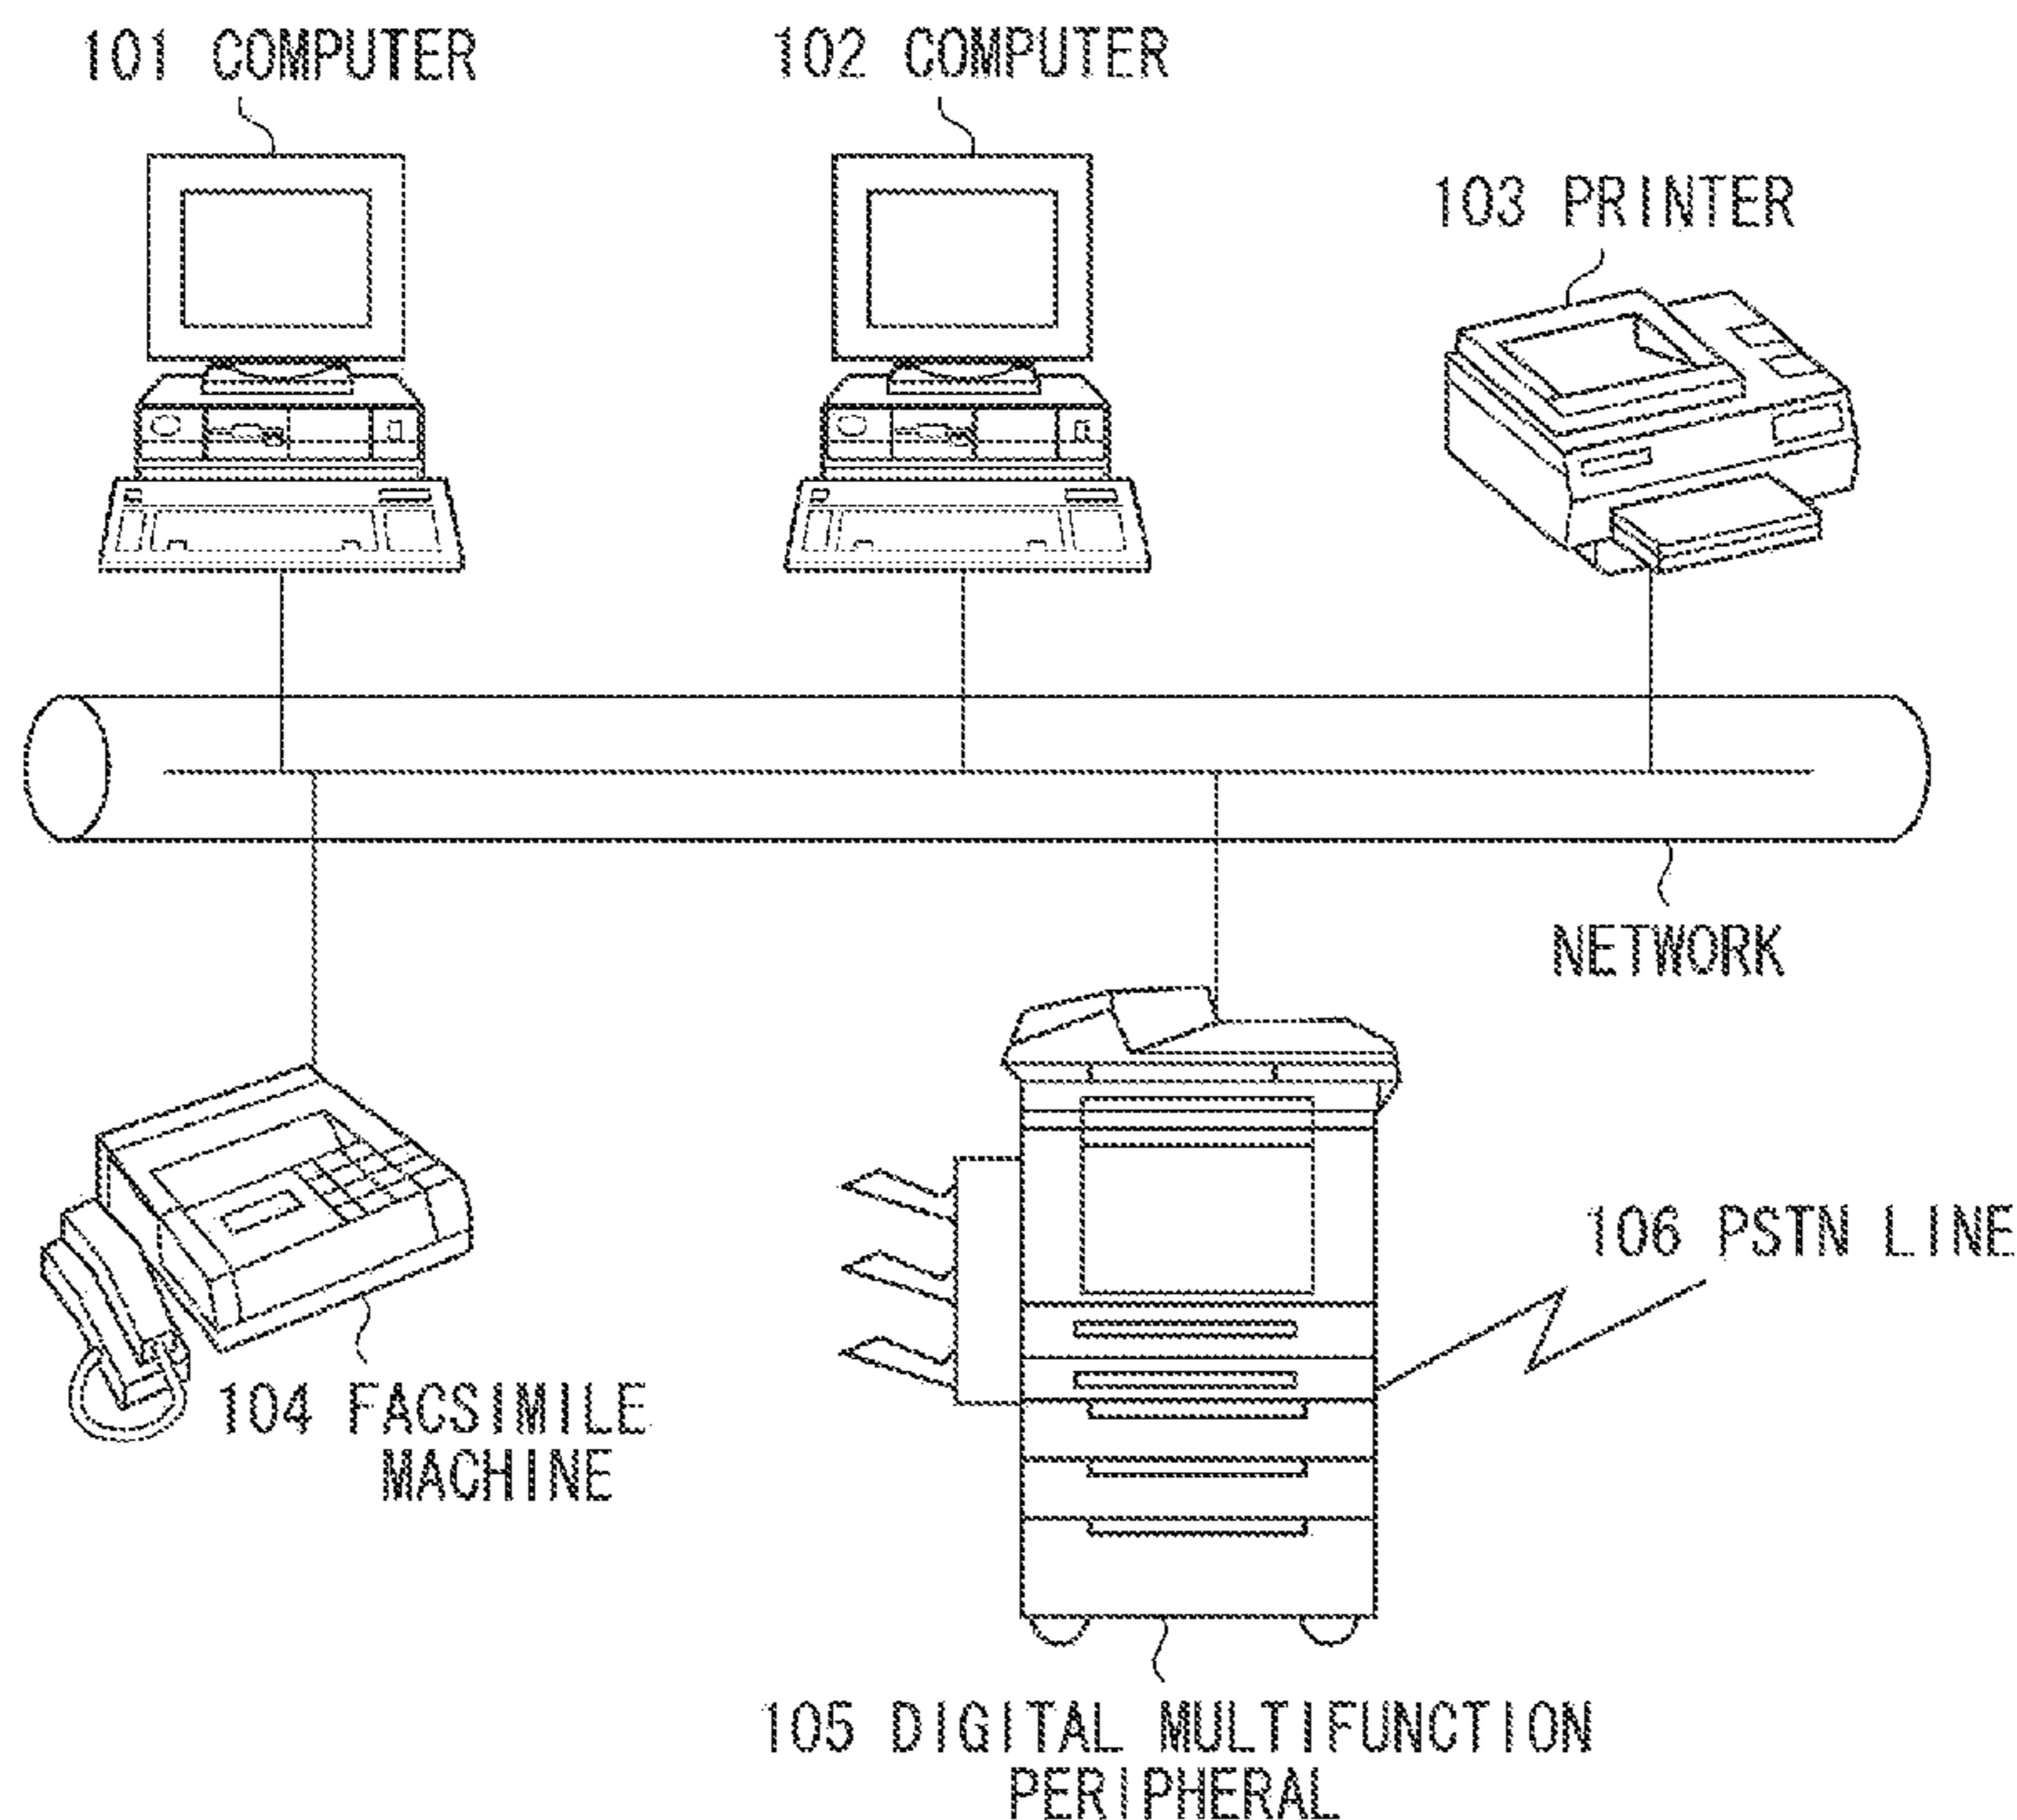 101 COMPUTER
102 COMPUTER
103 PRINTER
NETWORK
106 PSTN LINE
104 FACSIMILE
MACHINE
105 DIGITAL MULTIFUNCTION
PERIPHERAL